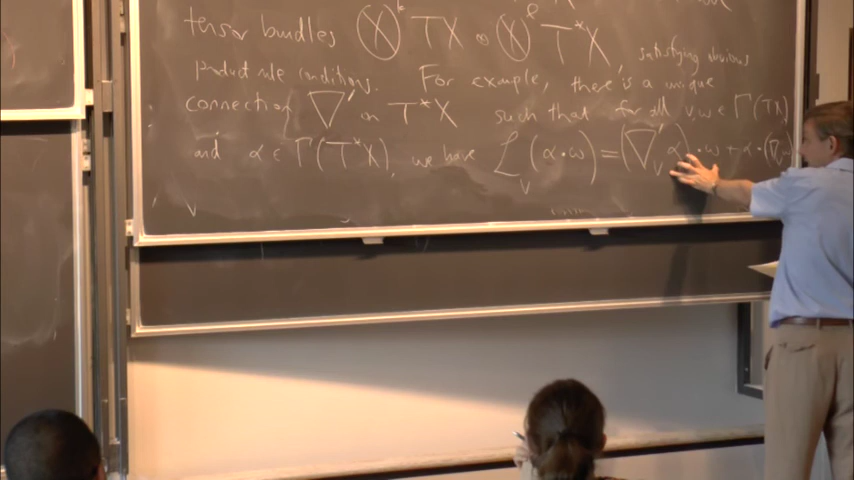 tensor bundles ⊗ᵏ TX ⊗ ⊗ˡ T*X, satisfying obvious
product rule conditions. For example, there is a unique
connection ∇' on T*X such that for all v, w ∈ Γ(TX)
and α ∈ Γ(T*X), we have ℒ_v (α · w) = (∇'_v α) · w + α · (∇_v w